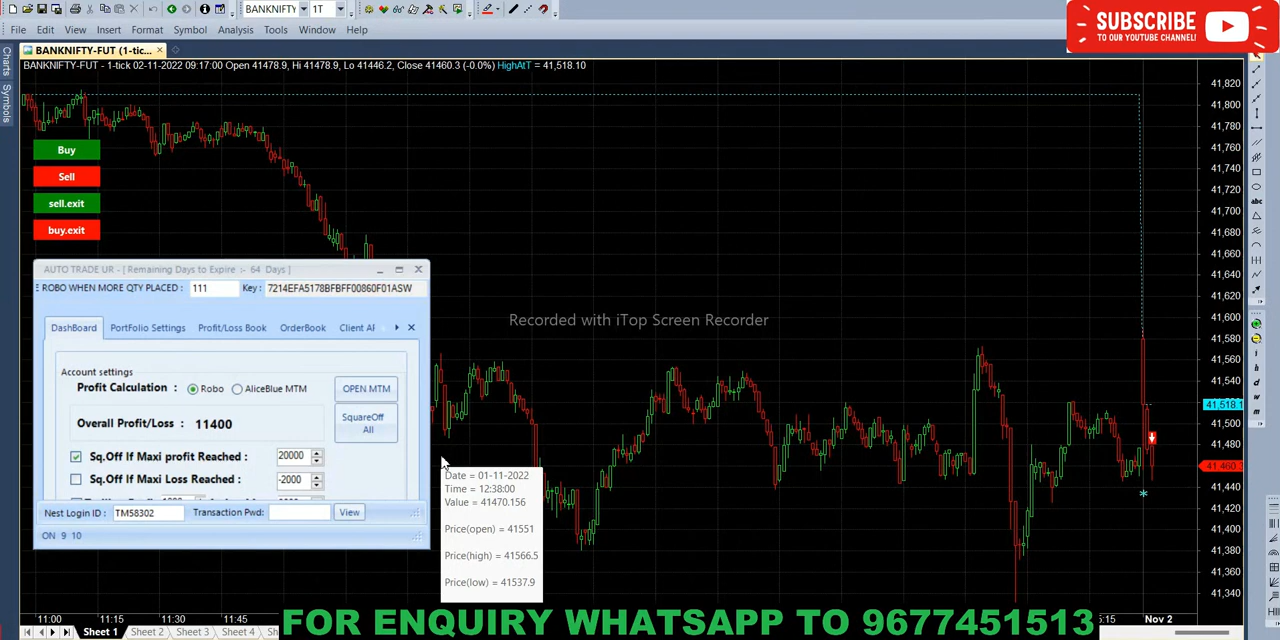 BANKNIFTY
1T
SUBSCRIBE
TO OUR YOUTUBE CHANNEL!
File Edit View Insert Format Symbol Analysis Tools Window Help
BANKNIFTY-FUT (1-tic...
BANKNIFTY-FUT - 1-tick 02-11-2022 09:17:00 Open 41478.9, Hi 41478.9, Lo 41446.2, Close 41460.3 (-0.0%) HighAtT = 41,518.10
Charts
Symbols
41,820
41,800
41,780
41,760
41,740
41,720
41,700
41,680
41,660
41,640
41,620
41,600
41,580
41,560
41,540
41,518.1
41,500
41,480
41,460.3
41,440
41,420
41,400
41,380
41,360
41,340
Buy
Sell
sell.exit
buy.exit
AUTO TRADE UR - [ Remaining Days to Expire :- 64 Days ]
E ROBO WHEN MORE QTY PLACED : 111 Key : 7214EFA5178BFBFF00860F01ASW
DashBoard PortFolio Settings Profit/Loss Book OrderBook Client AF
Account settings
Profit Calculation : Robo AliceBlue MTM OPEN MTM
Overall Profit/Loss : 11400 SquareOff All
Sq.Off If Maxi profit Reached : 20000
Sq.Off If Maxi Loss Reached : -2000
Nest Login ID : TM58302 Transaction Pwd: View
ON 9 10
Recorded with iTop Screen Recorder
Date = 01-11-2022
Time = 12:38:00
Value = 41470.156
Price(open) = 41551
Price(high) = 41566.5
Price(low) = 41537.9
11:00 11:15 11:30 11:45 5:15 Nov 2
Sheet 1 Sheet 2 Sheet 3 Sheet 4 Sh
FOR ENQUIRY WHATSAPP TO 9677451513